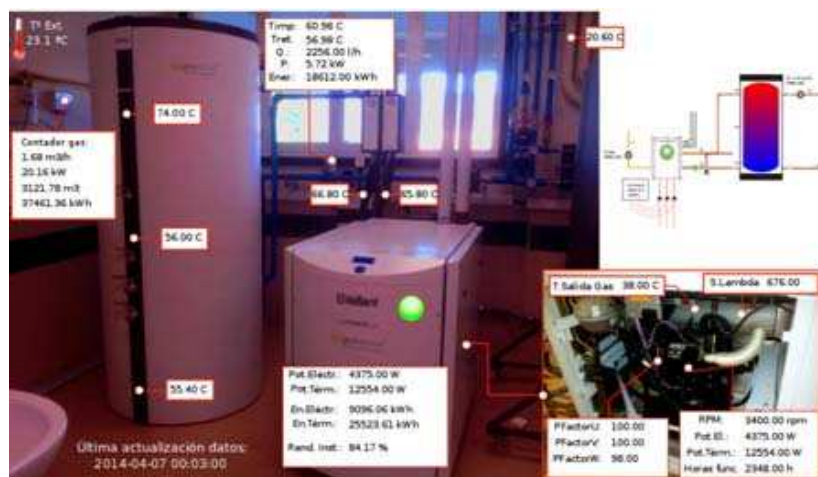 Tª Ext.
23.1 ºC
Timp: 60.98 C
Tret: 56.98 C
Q.: 2256.00 l/h
P: 5.72 kW
Ener: 18612.00 kWh
20.60 C
74.00 C
Contador gas:
1.68 m3/h
20.16 kW
3121.78 m3
37461.36 kWh
66.80 C
65.80 C
56.00 C
Vaillant
T.Salida Gas 38.00 C
S.Lambda 676.00
55.40 C
Pot.Electr.: 4375.00 W
Pot.Térm.: 12554.00 W
En.Electr.: 9096.06 kWh
En.Térm.: 25523.61 kWh
Rend. Inst.: 84.17 %
PFactorU: 100.00
PFactorV: 100.00
PFactorW: 98.00
RPM: 3400.00 rpm
Pot.El.: 4375.00 W
Pot.Térm.: 12554.00 W
Horas func: 2348.00 h
Última actualización datos:
2014-04-07 00:03:00